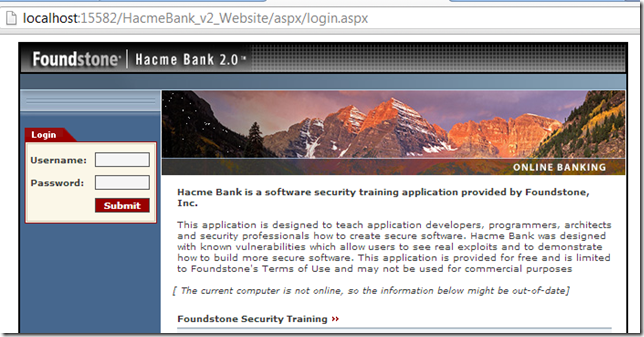 localhost:15582/HacmeBank_v2_Website/aspx/login.aspx
Foundstone® | Hacme Bank 2.0™
Login
Username:
Password:
Submit
ONLINE BANKING
Hacme Bank is a software security training application provided by Foundstone,
Inc.
This application is designed to teach application developers, programmers, architects
and security professionals how to create secure software. Hacme Bank was designed
with known vulnerabilities which allow users to see real exploits and to demonstrate
how to build more secure software. This application is provided for free and is limited
to Foundstone's Terms of Use and may not be used for commercial purposes
[ The current computer is not online, so the information below might be out-of-date]
Foundstone Security Training >>